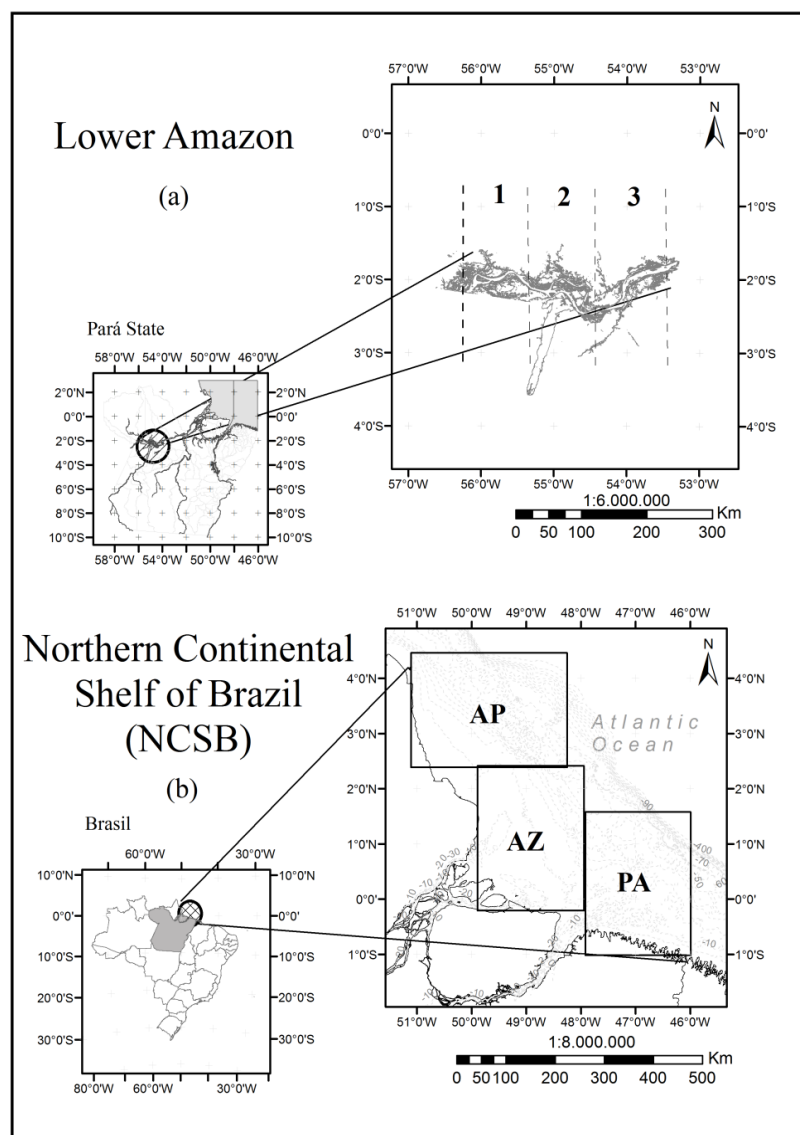 Lower Amazon
(a)
57°0'W 56°0'W 55°0'W 54°0'W 53°0'W
N
0°0' 0°0'
1 2 3
1°0'S 1°0'S
2°0'S 2°0'S
3°0'S 3°0'S
4°0'S 4°0'S
57°0'W 56°0'W 55°0'W 54°0'W 53°0'W
1:6.000.000
Km
0 50 100 200 300
Pará State
58°0'W 54°0'W 50°0'W 46°0'W
2°0'N 2°0'N
0°0' 0°0'
2°0'S 2°0'S
4°0'S 4°0'S
6°0'S 6°0'S
8°0'S 8°0'S
10°0'S 10°0'S
58°0'W 54°0'W 50°0'W 46°0'W
Northern Continental
Shelf of Brazil
(NCSB)
(b)
51°0'W 50°0'W 49°0'W 48°0'W 47°0'W 46°0'W
N
4°0'N 4°0'N
AP
Atlantic
Ocean
3°0'N 3°0'N
2°0'N 2°0'N
-90
AZ
1°0'N 1°0'N
-100
-70
-50
PA
0°0' 0°0'
-10
1°0'S 1°0'S
51°0'W 50°0'W 49°0'W 48°0'W 47°0'W 46°0'W
1:8.000.000
Km
0 50 100 200 300 400 500
Brasil
60°0'W 30°0'W
10°0'N 10°0'N
0°0' 0°0'
10°0'S 10°0'S
20°0'S 20°0'S
30°0'S 30°0'S
80°0'W 60°0'W 40°0'W